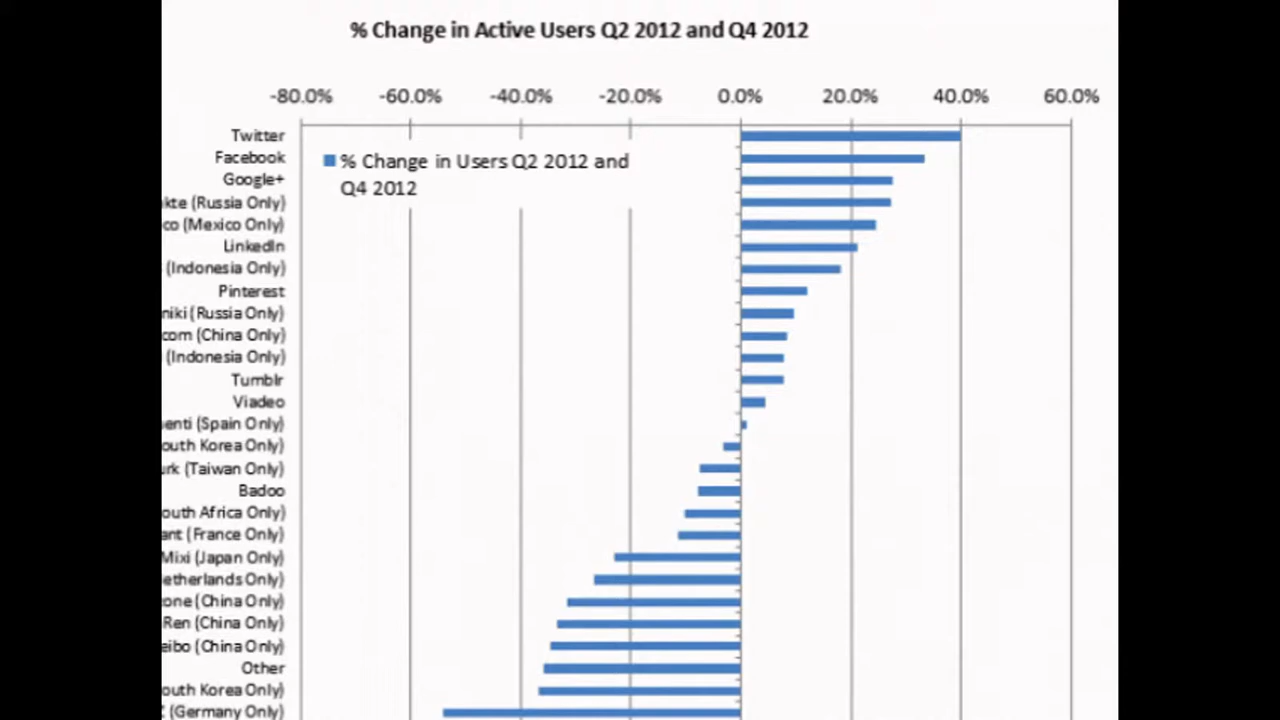 % Change in Active Users Q2 2012 and Q4 2012
-80.0% -60.0% -40.0% -20.0% 0.0% 20.0% 40.0% 60.0%
% Change in Users Q2 2012 and
Q4 2012
Twitter
Facebook
Google+
kte (Russia Only)
co (Mexico Only)
LinkedIn
(Indonesia Only)
Pinterest
niki (Russia Only)
com (China Only)
(Indonesia Only)
Tumblr
Viadeo
enti (Spain Only)
outh Korea Only)
urk (Taiwan Only)
Badoo
outh Africa Only)
ant (France Only)
Mixi (Japan Only)
etherlands Only)
one (China Only)
Ren (China Only)
eibo (China Only)
Other
outh Korea Only)
(Germany Only)